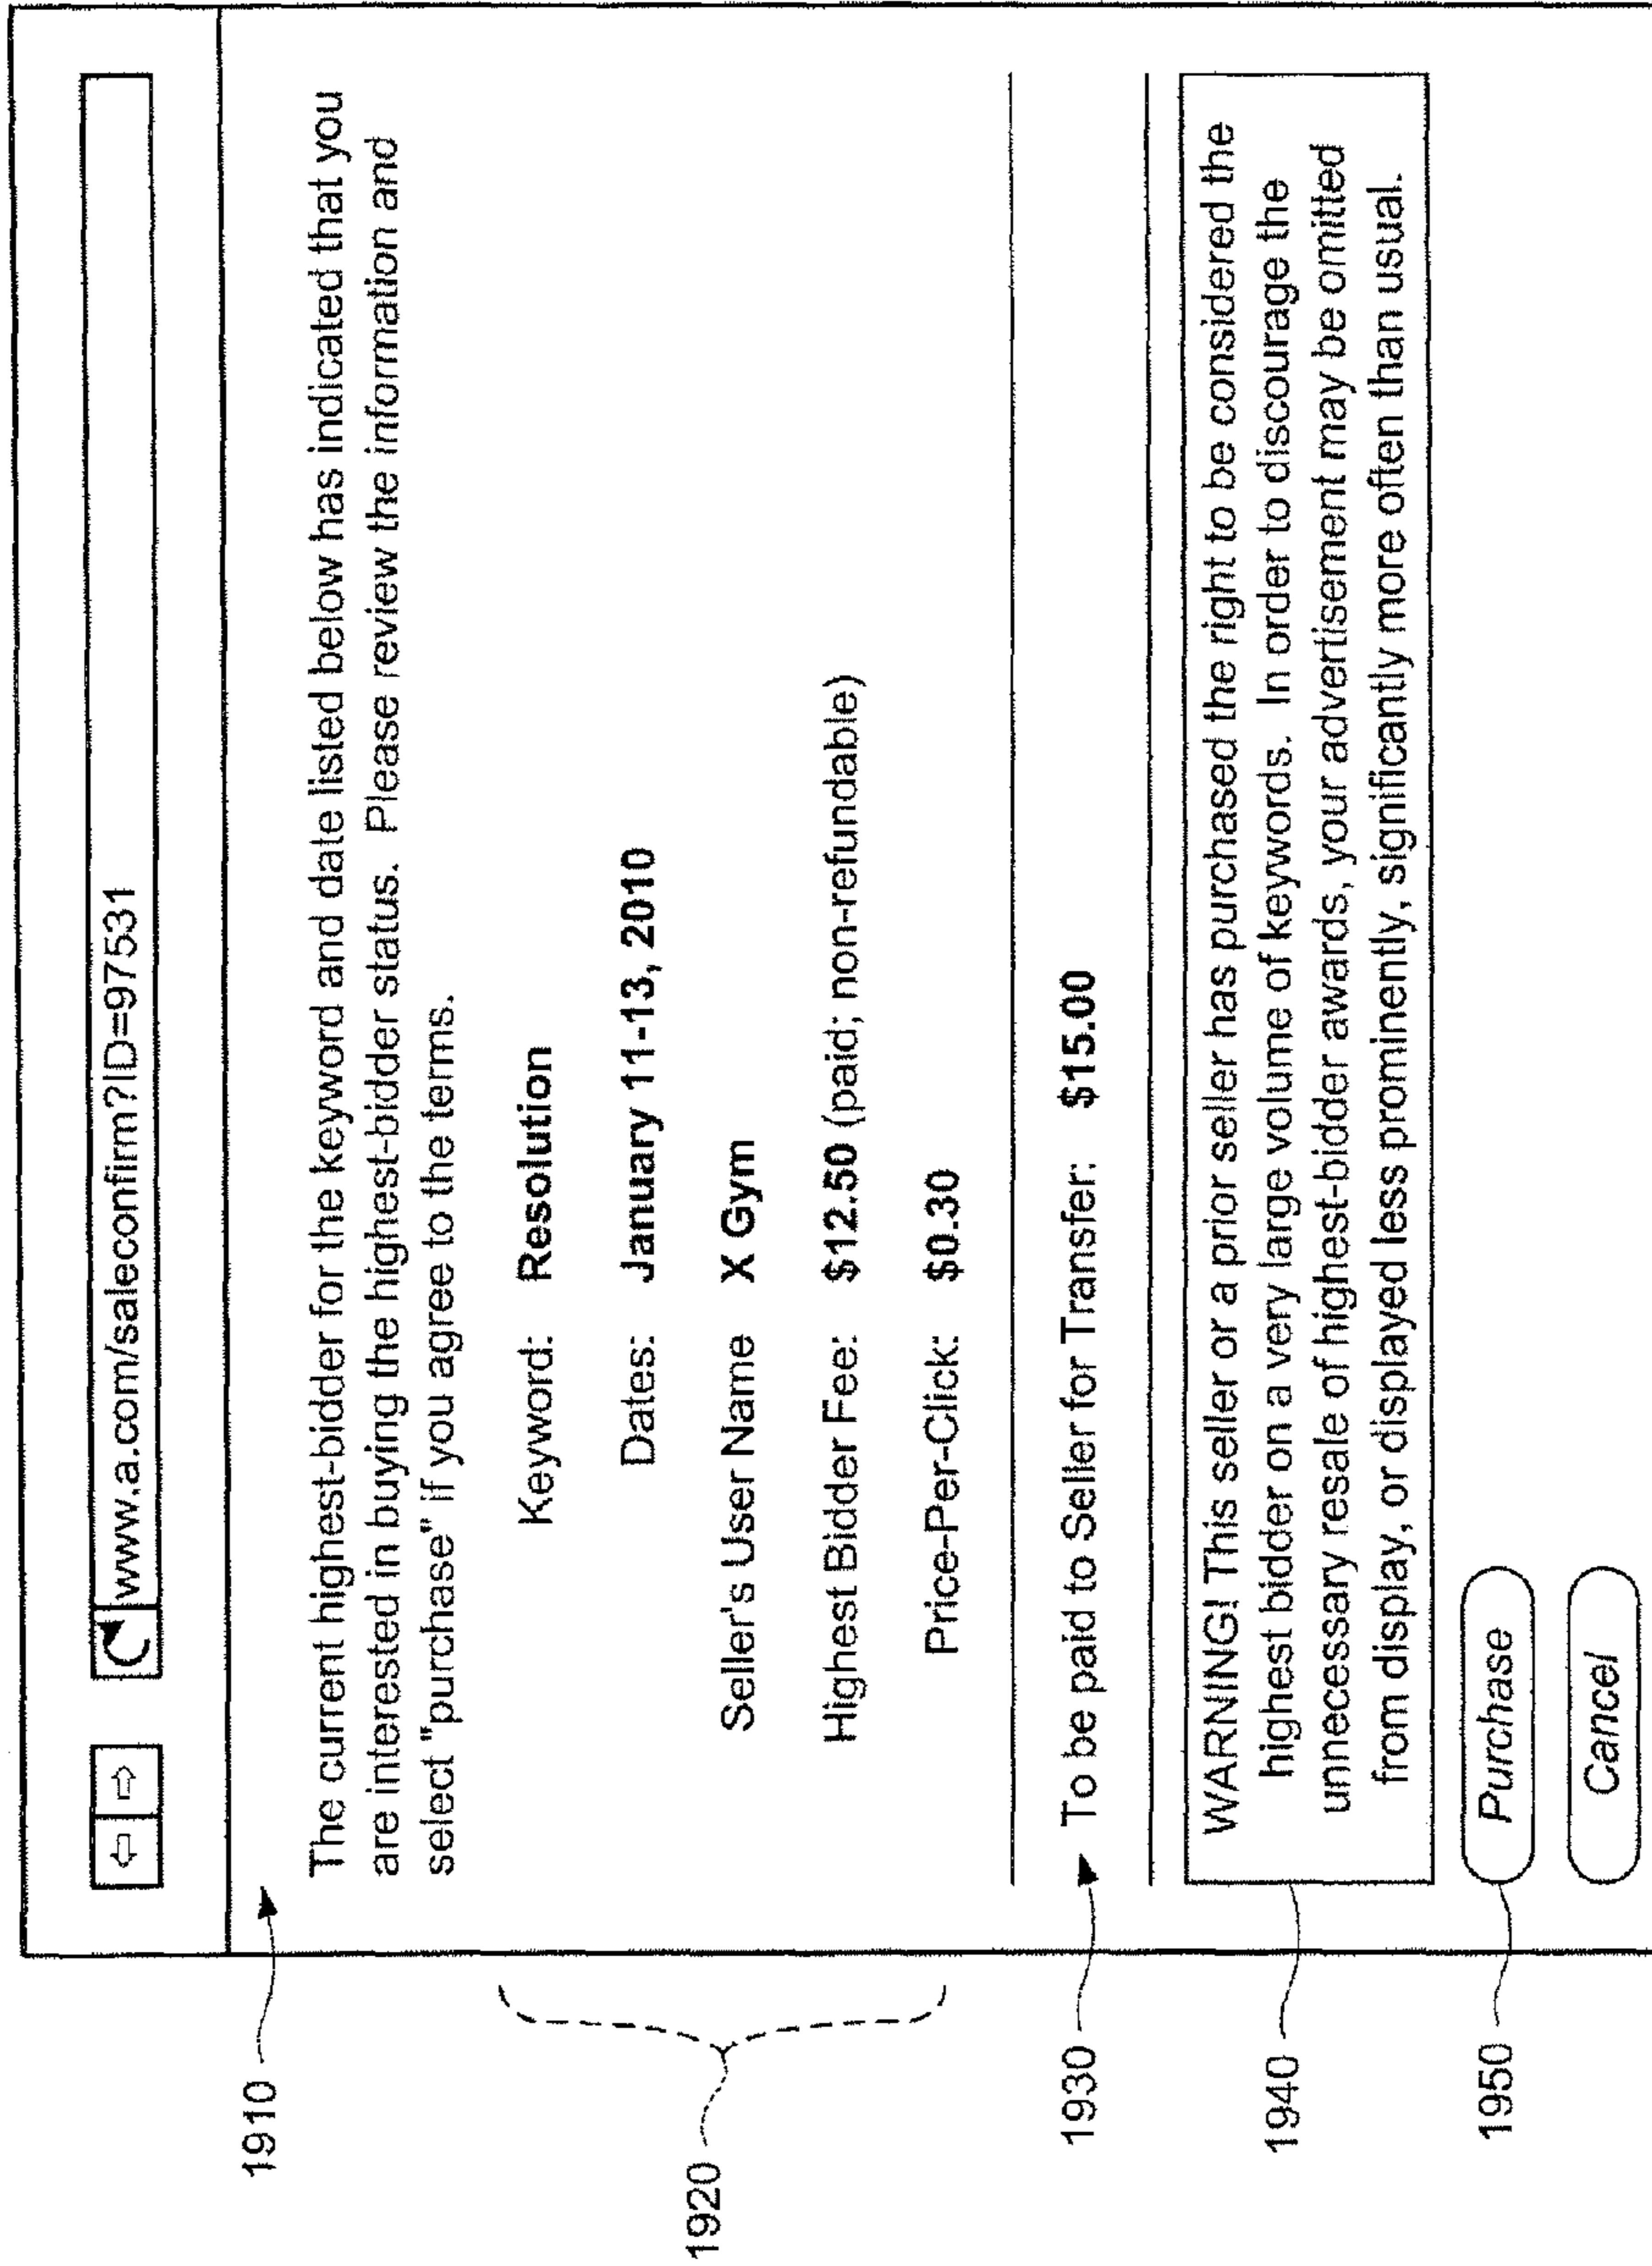 www.a.com/saleconfirm?ID=97531
1910
The current highest-bidder for the keyword and date listed below has indicated that you
are interested in buying the highest-bidder status. Please review the information and
select "purchase" if you agree to the terms.
1920
Keyword: Resolution
Dates: January 11-13, 2010
Seller's User Name X Gym
Highest Bidder Fee: $12.50 (paid; non-refundable)
Price-Per-Click: $0.30
1930
To be paid to Seller for Transfer: $15.00
1940
WARNING! This seller or a prior seller has purchased the right to be considered the
highest bidder on a very large volume of keywords. In order to discourage the
unnecessary resale of highest-bidder awards, your advertisement may be omitted
from display, or displayed less prominently, significantly more often than usual.
1950
Purchase
Cancel